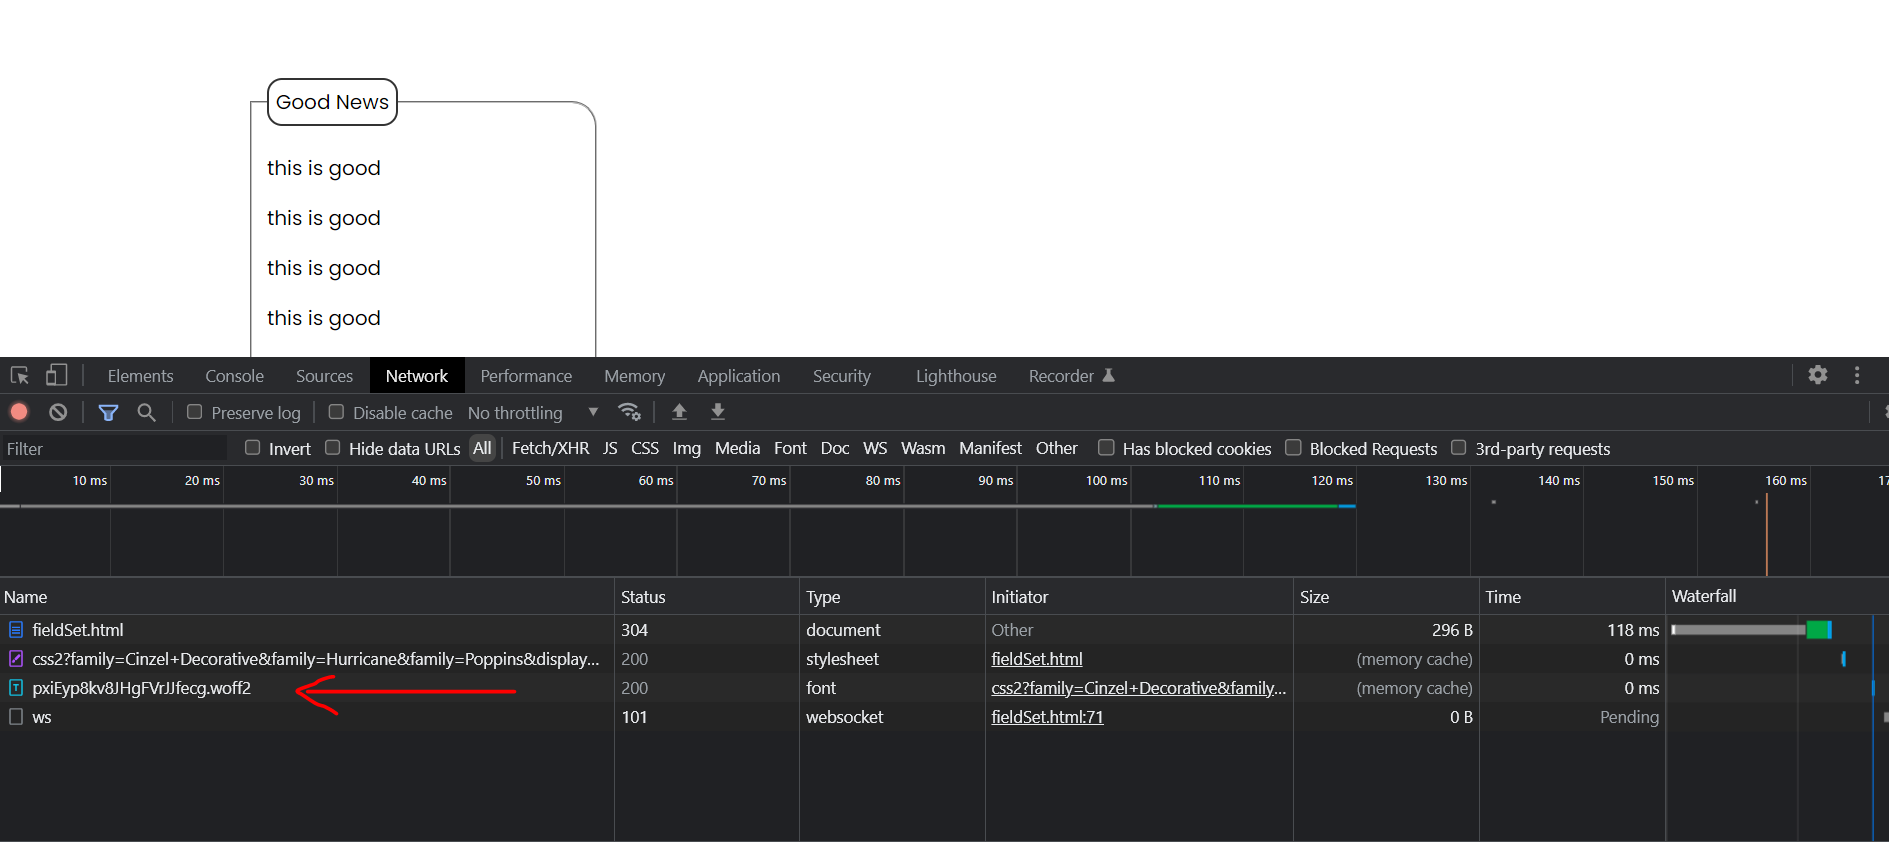 Good News
this is good
this is good
this is good
this is good
Elements Console Sources Network Performance Memory Application Security Lighthouse Recorder
Preserve log Disable cache No throttling
Filter Invert Hide data URLs All Fetch/XHR JS CSS Img Media Font Doc WS Wasm Manifest Other Has blocked cookies Blocked Requests 3rd-party requests
10 ms 20 ms 30 ms 40 ms 50 ms 60 ms 70 ms 80 ms 90 ms 100 ms 110 ms 120 ms 130 ms 140 ms 150 ms 160 ms 17
Name Status Type Initiator Size Time Waterfall
fieldSet.html 304 document Other 296 B 118 ms
css2?family=Cinzel+Decorative&family=Hurricane&family=Poppins&display... 200 stylesheet fieldSet.html (memory cache) 0 ms
pxiEyp8kv8JHgFVrJJfecg.woff2 200 font css2?family=Cinzel+Decorative&family... (memory cache) 0 ms
ws 101 websocket fieldSet.html:71 0 B Pending